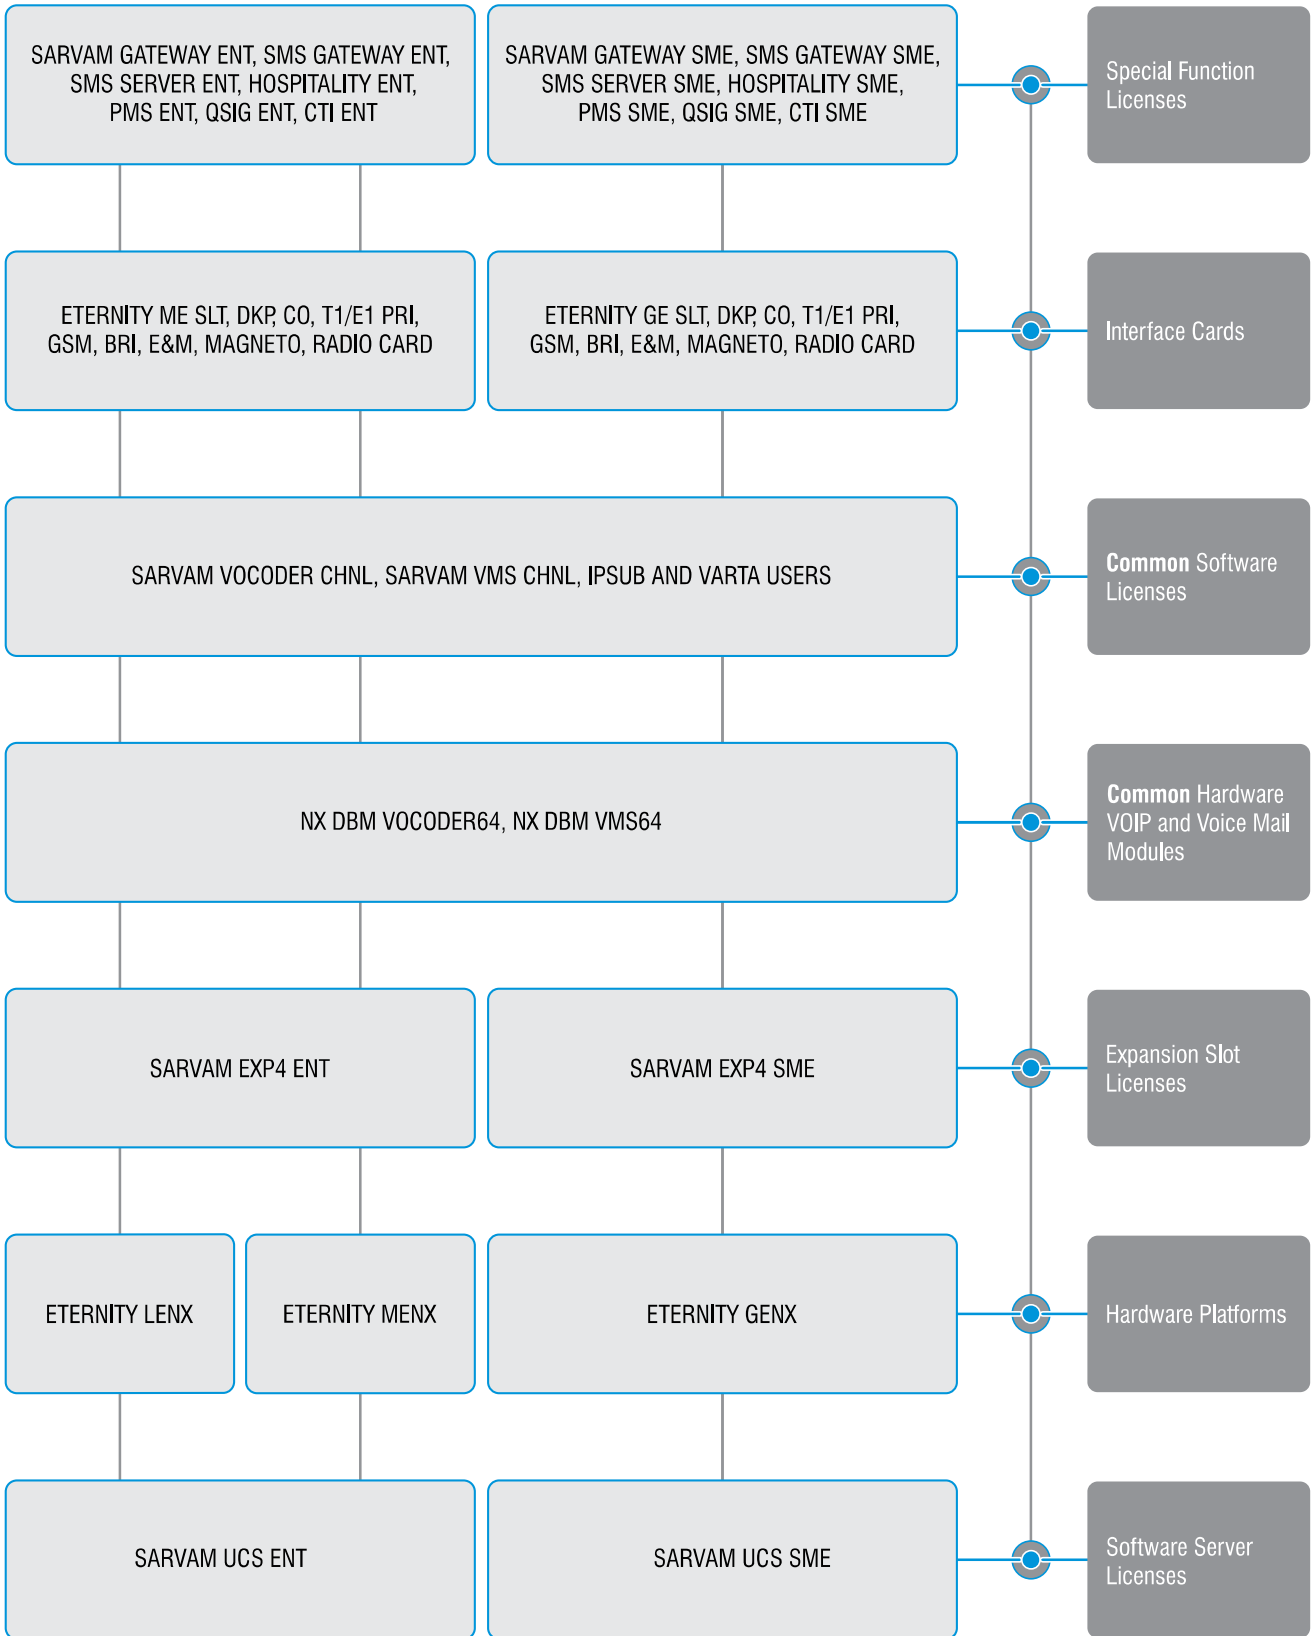 SARVAM GATEWAY ENT, SMS GATEWAY ENT,
SMS SERVER ENT, HOSPITALITY ENT,
PMS ENT, QSIG ENT, CTI ENT
SARVAM GATEWAY SME, SMS GATEWAY SME,
SMS SERVER SME, HOSPITALITY SME,
PMS SME, QSIG SME, CTI SME
Special Function
Licenses
ETERNITY ME SLT, DKP, CO, T1/E1 PRI,
GSM, BRI, E&M, MAGNETO, RADIO CARD
ETERNITY GE SLT, DKP, CO, T1/E1 PRI,
GSM, BRI, E&M, MAGNETO, RADIO CARD
Interface Cards
SARVAM VOCODER CHNL, SARVAM VMS CHNL, IPSUB AND VARTA USERS
Common Software
Licenses
NX DBM VOCODER64, NX DBM VMS64
Common Hardware
VOIP and Voice Mail
Modules
SARVAM EXP4 ENT
SARVAM EXP4 SME
Expansion Slot
Licenses
ETERNITY LENX
ETERNITY MENX
ETERNITY GENX
Hardware Platforms
SARVAM UCS ENT
SARVAM UCS SME
Software Server
Licenses